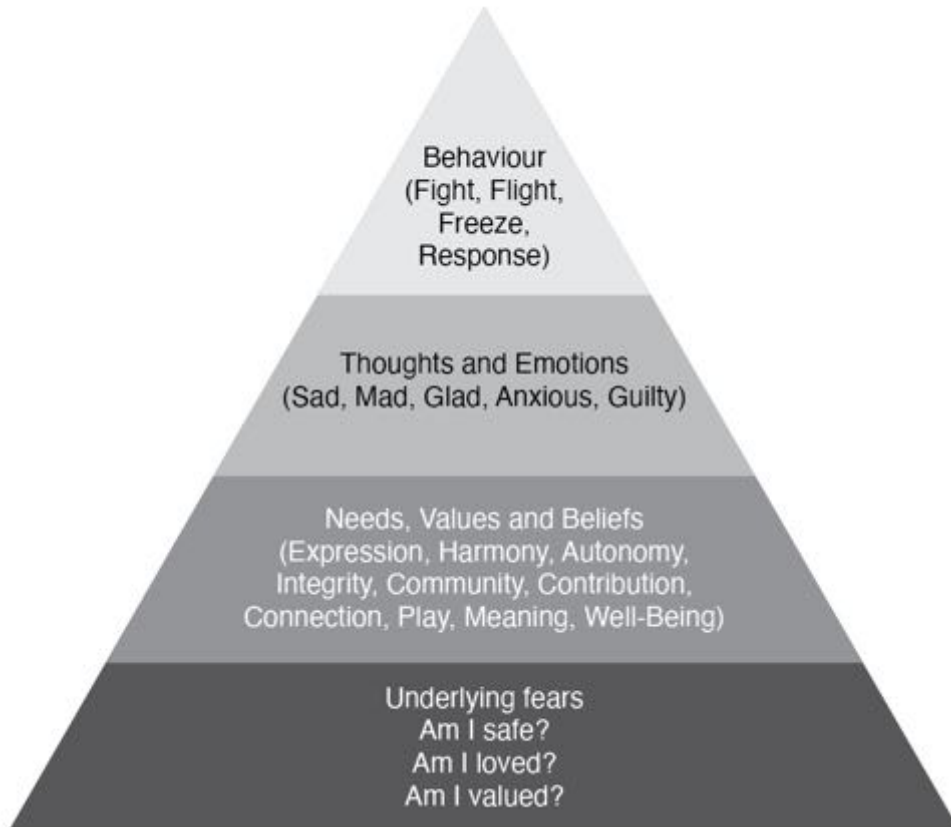 Behaviour
(Fight, Flight,
Freeze,
Response)
Thoughts and Emotions
(Sad, Mad, Glad, Anxious, Guilty)
Needs, Values and Beliefs
(Expression, Harmony, Autonomy,
Integrity, Community, Contribution,
Connection, Play, Meaning, Well-Being)
Underlying fears
Am I safe?
Am I loved?
Am I valued?